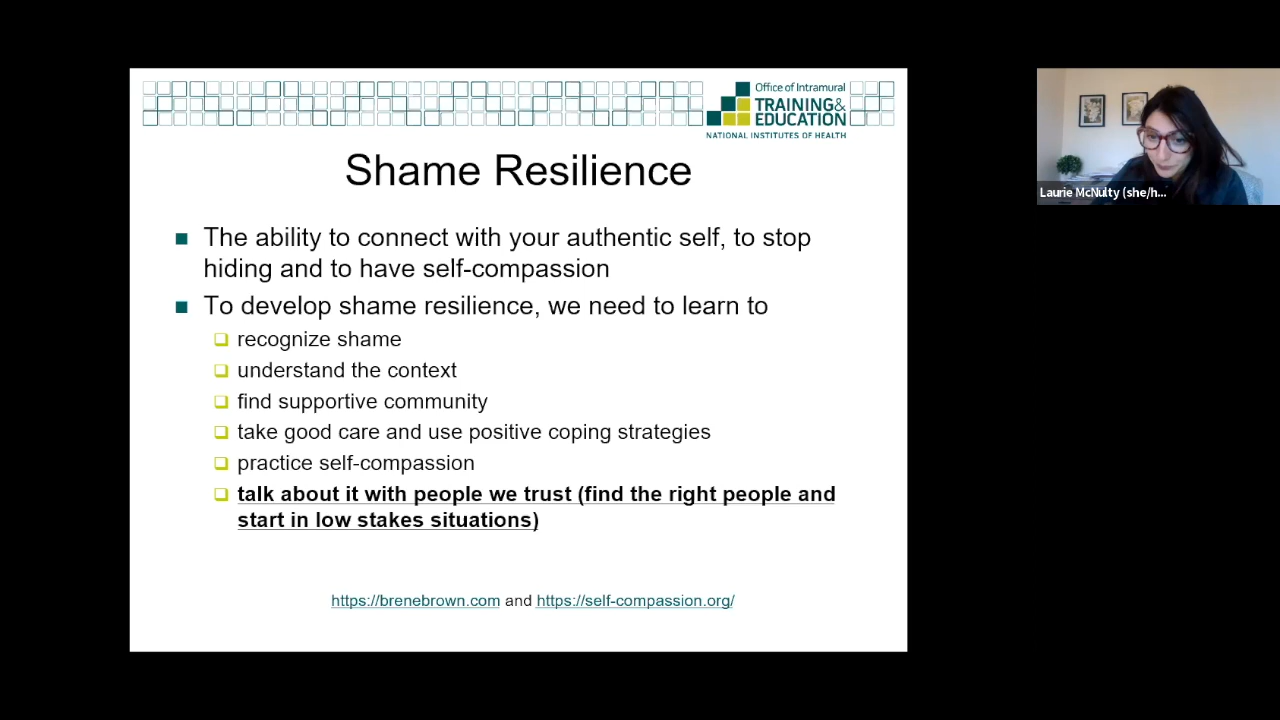 Office of Intramural
TRAINING&
EDUCATION
NATIONAL INSTITUTES OF HEALTH
Shame Resilience
The ability to connect with your authentic self, to stop
hiding and to have self-compassion
To develop shame resilience, we need to learn to
recognize shame
understand the context
find supportive community
take good care and use positive coping strategies
practice self-compassion
talk about it with people we trust (find the right people and
start in low stakes situations)
https://brenebrown.com and https://self-compassion.org/
Laurie McNulty (she/h...